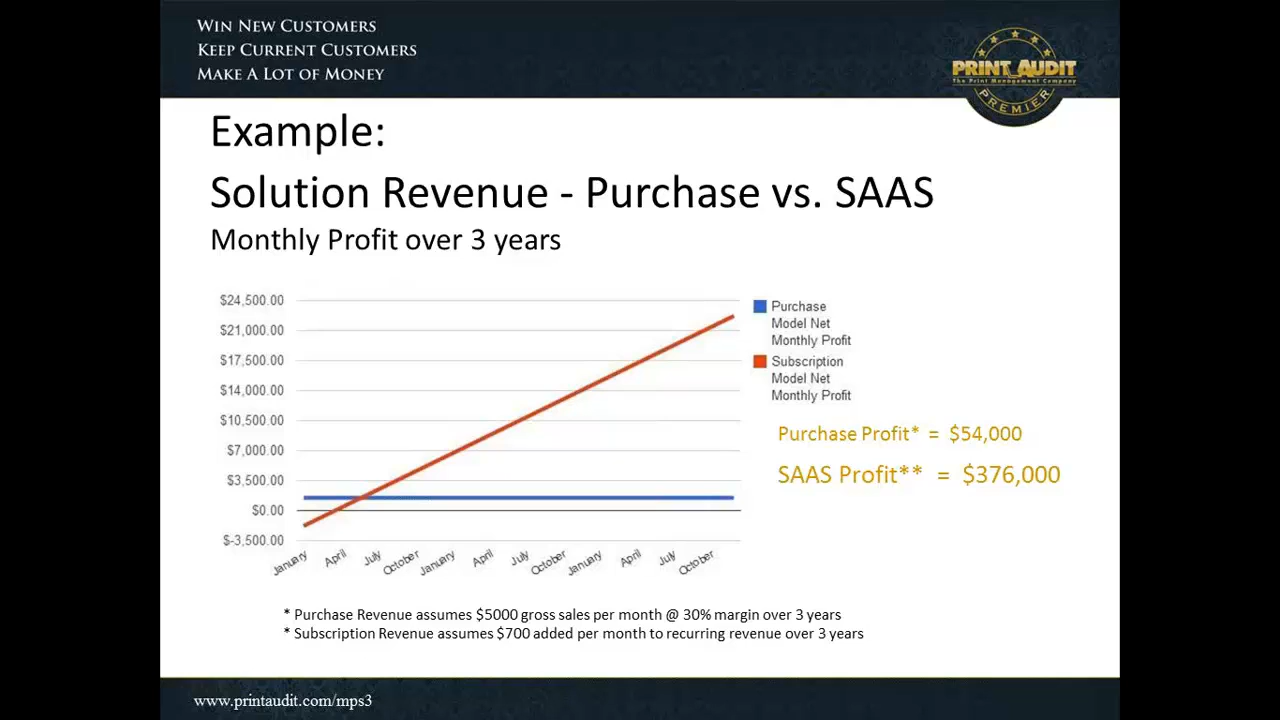 WIN NEW CUSTOMERS
KEEP CURRENT CUSTOMERS
MAKE A LOT OF MONEY
PRINT AUDIT
The Print Management Company
PREMIER
Example:
Solution Revenue - Purchase vs. SAAS
Monthly Profit over 3 years
$24,500.00
$21,000.00
$17,500.00
$14,000.00
$10,500.00
$7,000.00
$3,500.00
$0.00
$-3,500.00
January
April
July
October
January
April
July
October
January
April
July
October
Purchase
Model Net
Monthly Profit
Subscription
Model Net
Monthly Profit
Purchase Profit* = $54,000
SAAS Profit** = $376,000
* Purchase Revenue assumes $5000 gross sales per month @ 30% margin over 3 years
* Subscription Revenue assumes $700 added per month to recurring revenue over 3 years
www.printaudit.com/mps3